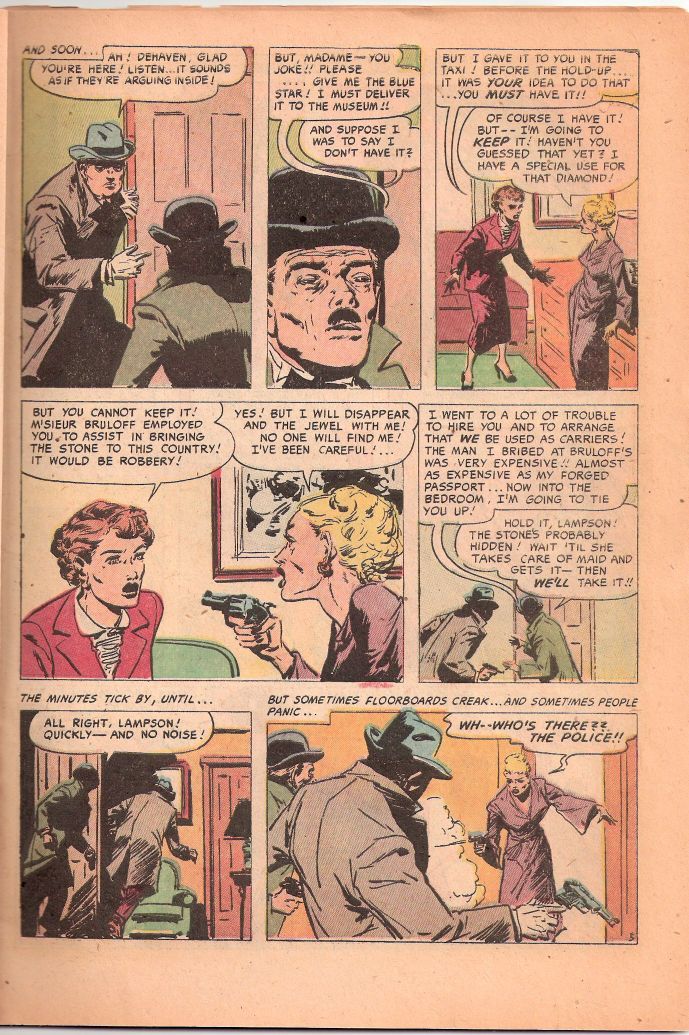 AND SOON...
AH! DEHAVEN, GLAD
YOU'RE HERE! LISTEN...IT SOUNDS
AS IF THEY'RE ARGUING INSIDE!
BUT, MADAME—YOU
JOKE!! PLEASE
.... GIVE ME THE BLUE
STAR! I MUST DELIVER
IT TO THE MUSEUM!!
AND SUPPOSE I
WAS TO SAY I
DON'T HAVE IT?
BUT I GAVE IT TO YOU IN THE
TAXI! BEFORE THE HOLD-UP...
IT WAS YOUR IDEA TO DO THAT
...YOU MUST HAVE IT!!
OF COURSE I HAVE IT!
BUT-- I'M GOING TO
KEEP IT! HAVEN'T YOU
GUESSED THAT YET? I
HAVE A SPECIAL USE FOR
THAT DIAMOND!
BUT YOU CANNOT KEEP IT!
M'SIEUR BRULOFF EMPLOYED
YOU TO ASSIST IN BRINGING
THE STONE TO THIS COUNTRY!
IT WOULD BE ROBBERY!
YES! BUT I WILL DISAPPEAR
AND THE JEWEL WITH ME!
NO ONE WILL FIND ME!
I'VE BEEN CAREFUL!...
I WENT TO A LOT OF TROUBLE
TO HIRE YOU AND TO ARRANGE
THAT WE BE USED AS CARRIERS!
THE MAN I BRIBED AT BRULOFF'S
WAS VERY EXPENSIVE!! ALMOST
AS EXPENSIVE AS MY FORGED
PASSPORT...NOW INTO THE
BEDROOM, I'M GOING TO TIE
YOU UP!
HOLD IT, LAMPSON!
THE STONE'S PROBABLY
HIDDEN! WAIT 'TIL SHE
TAKES CARE OF MAID AND
GETS IT—THEN
WE'LL TAKE IT!!
THE MINUTES TICK BY, UNTIL...
ALL RIGHT, LAMPSON!
QUICKLY—AND NO NOISE!
BUT SOMETIMES FLOORBOARDS CREAK...AND SOMETIMES PEOPLE
PANIC...
WH--WHO'S THERE??
THE POLICE!!
5